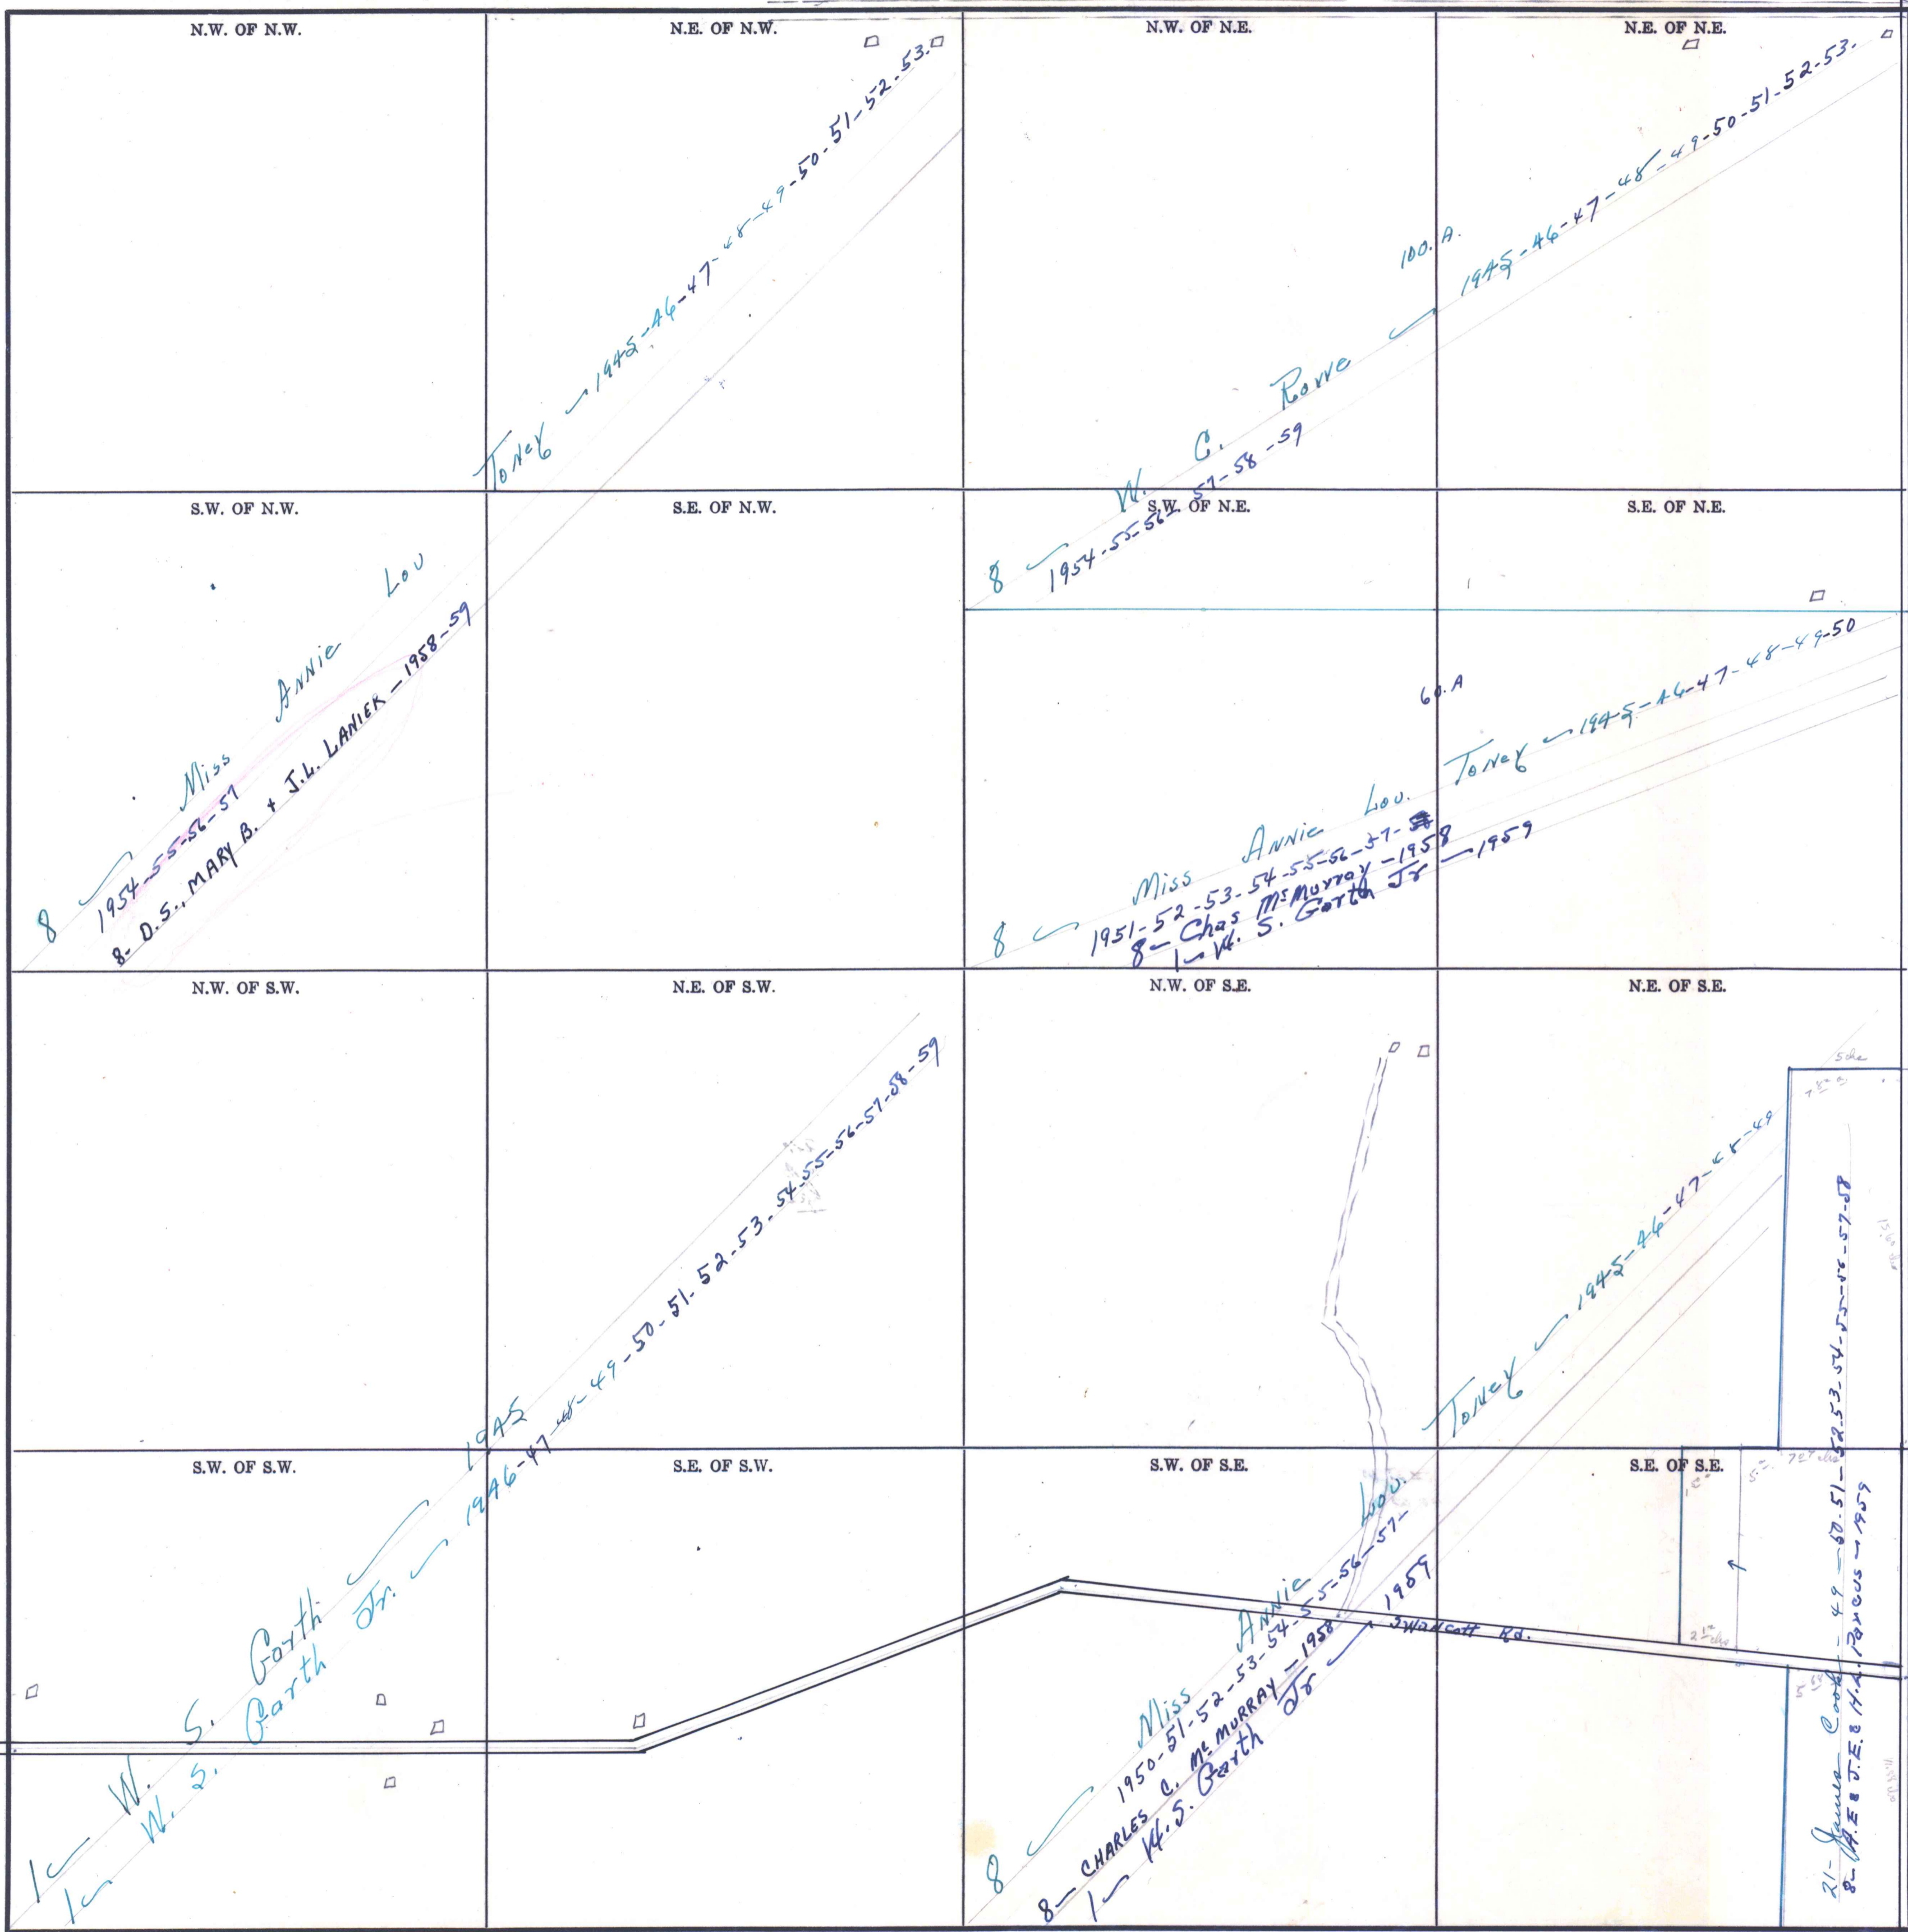 N.W. OF N.W.
N.E. OF N.W.
N.W. OF N.E.
N.E. OF N.E.
8 Miss Annie Lou Toney 1945-46-47-48-49-50-51-52-53-
1954-55-56-57
8- D.S., MARY B. + J.L. LANIER - 1958-59
100. A.
8 W. C. Rowe 1945-46-47-48-49-50-51-52-53-
1954-55-56-57-58-59
S.W. OF N.W.
S.E. OF N.W.
S.W. OF N.E.
S.E. OF N.E.
60.A
8 Miss Annie Lou. Toney 1945-46-47-48-49-50
1951-52-53-54-55-56-57-
8- Chas McMurray - 1958
1- W. S. Garth Jr - 1959
N.W. OF S.W.
N.E. OF S.W.
N.W. OF S.E.
N.E. OF S.E.
1 W. S. Garth 1945
1 W. S. Garth Jr. 1946-47-48-49-50-51-52-53-54-55-56-57-58-59
8 Miss Annie Lou. Toney 1945-46-47-48-49
1950-51-52-53-54-55-56-57-
8- CHARLES C. McMURRAY - 1958
1- W. S. Garth Jr 1959
S.W. OF S.W.
S.E. OF S.W.
S.W. OF S.E.
S.E. OF S.E.
Swancott Rd.
21- James Cook - 49-50-51-52-53-54-55-56-57-58
8- A.E & J.E. & H.R. Pancus - 1959